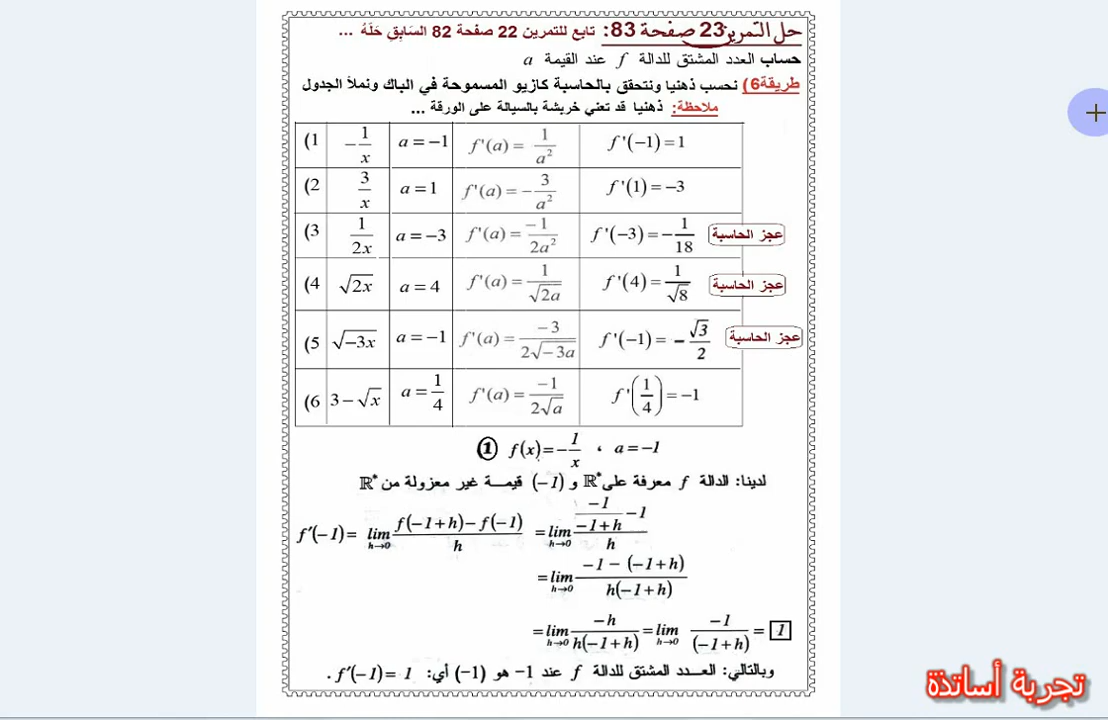 حل التمرين 23 صفحة 83: تابع للتمرين 22 صفحة 82 السَابِقِ حَلَهُ ...
حساب العدد المشتق للدالة f عند القيمة a
طريقة6) نحسب ذهنيا ونتحقق بالحاسبة كازيو المسموحة في الباك ونملأ الجدول
ملاحظة: ذهنيا قد تعني خربشة بالسيالة على الورقة ...
(1 -1/x a = -1 f'(a) = 1/a² f'(-1) = 1
(2 3/x a = 1 f'(a) = -3/a² f'(1) = -3
(3 1/2x a = -3 f'(a) = -1/2a² f'(-3) = -1/18 عجز الحاسبة
(4 √2x a = 4 f'(a) = 1/√2a f'(4) = 1/√8 عجز الحاسبة
(5 √-3x a = -1 f'(a) = -3/2√-3a f'(-1) = -√3/2 عجز الحاسبة
(6 3-√x a = 1/4 f'(a) = -1/2√a f'(1/4) = -1
① f(x)=-1/x ، a=-1
لدينا: الدالة f معرفة على ℝ* و (-1) قيمـــة غير معزولة من ℝ*
f'(-1)= lim h→0 f(-1+h)-f(-1)/h = lim h→0 (-1/(-1+h) -1)/h
= lim h→0 -1-(-1+h)/h(-1+h)
= lim h→0 -h/h(-1+h) = lim h→0 -1/(-1+h) = 1
وبالتالي: العـــدد المشتق للدالة f عند 1- هو (-1) أي: f'(-1)= 1 .
تجربة أساتذة